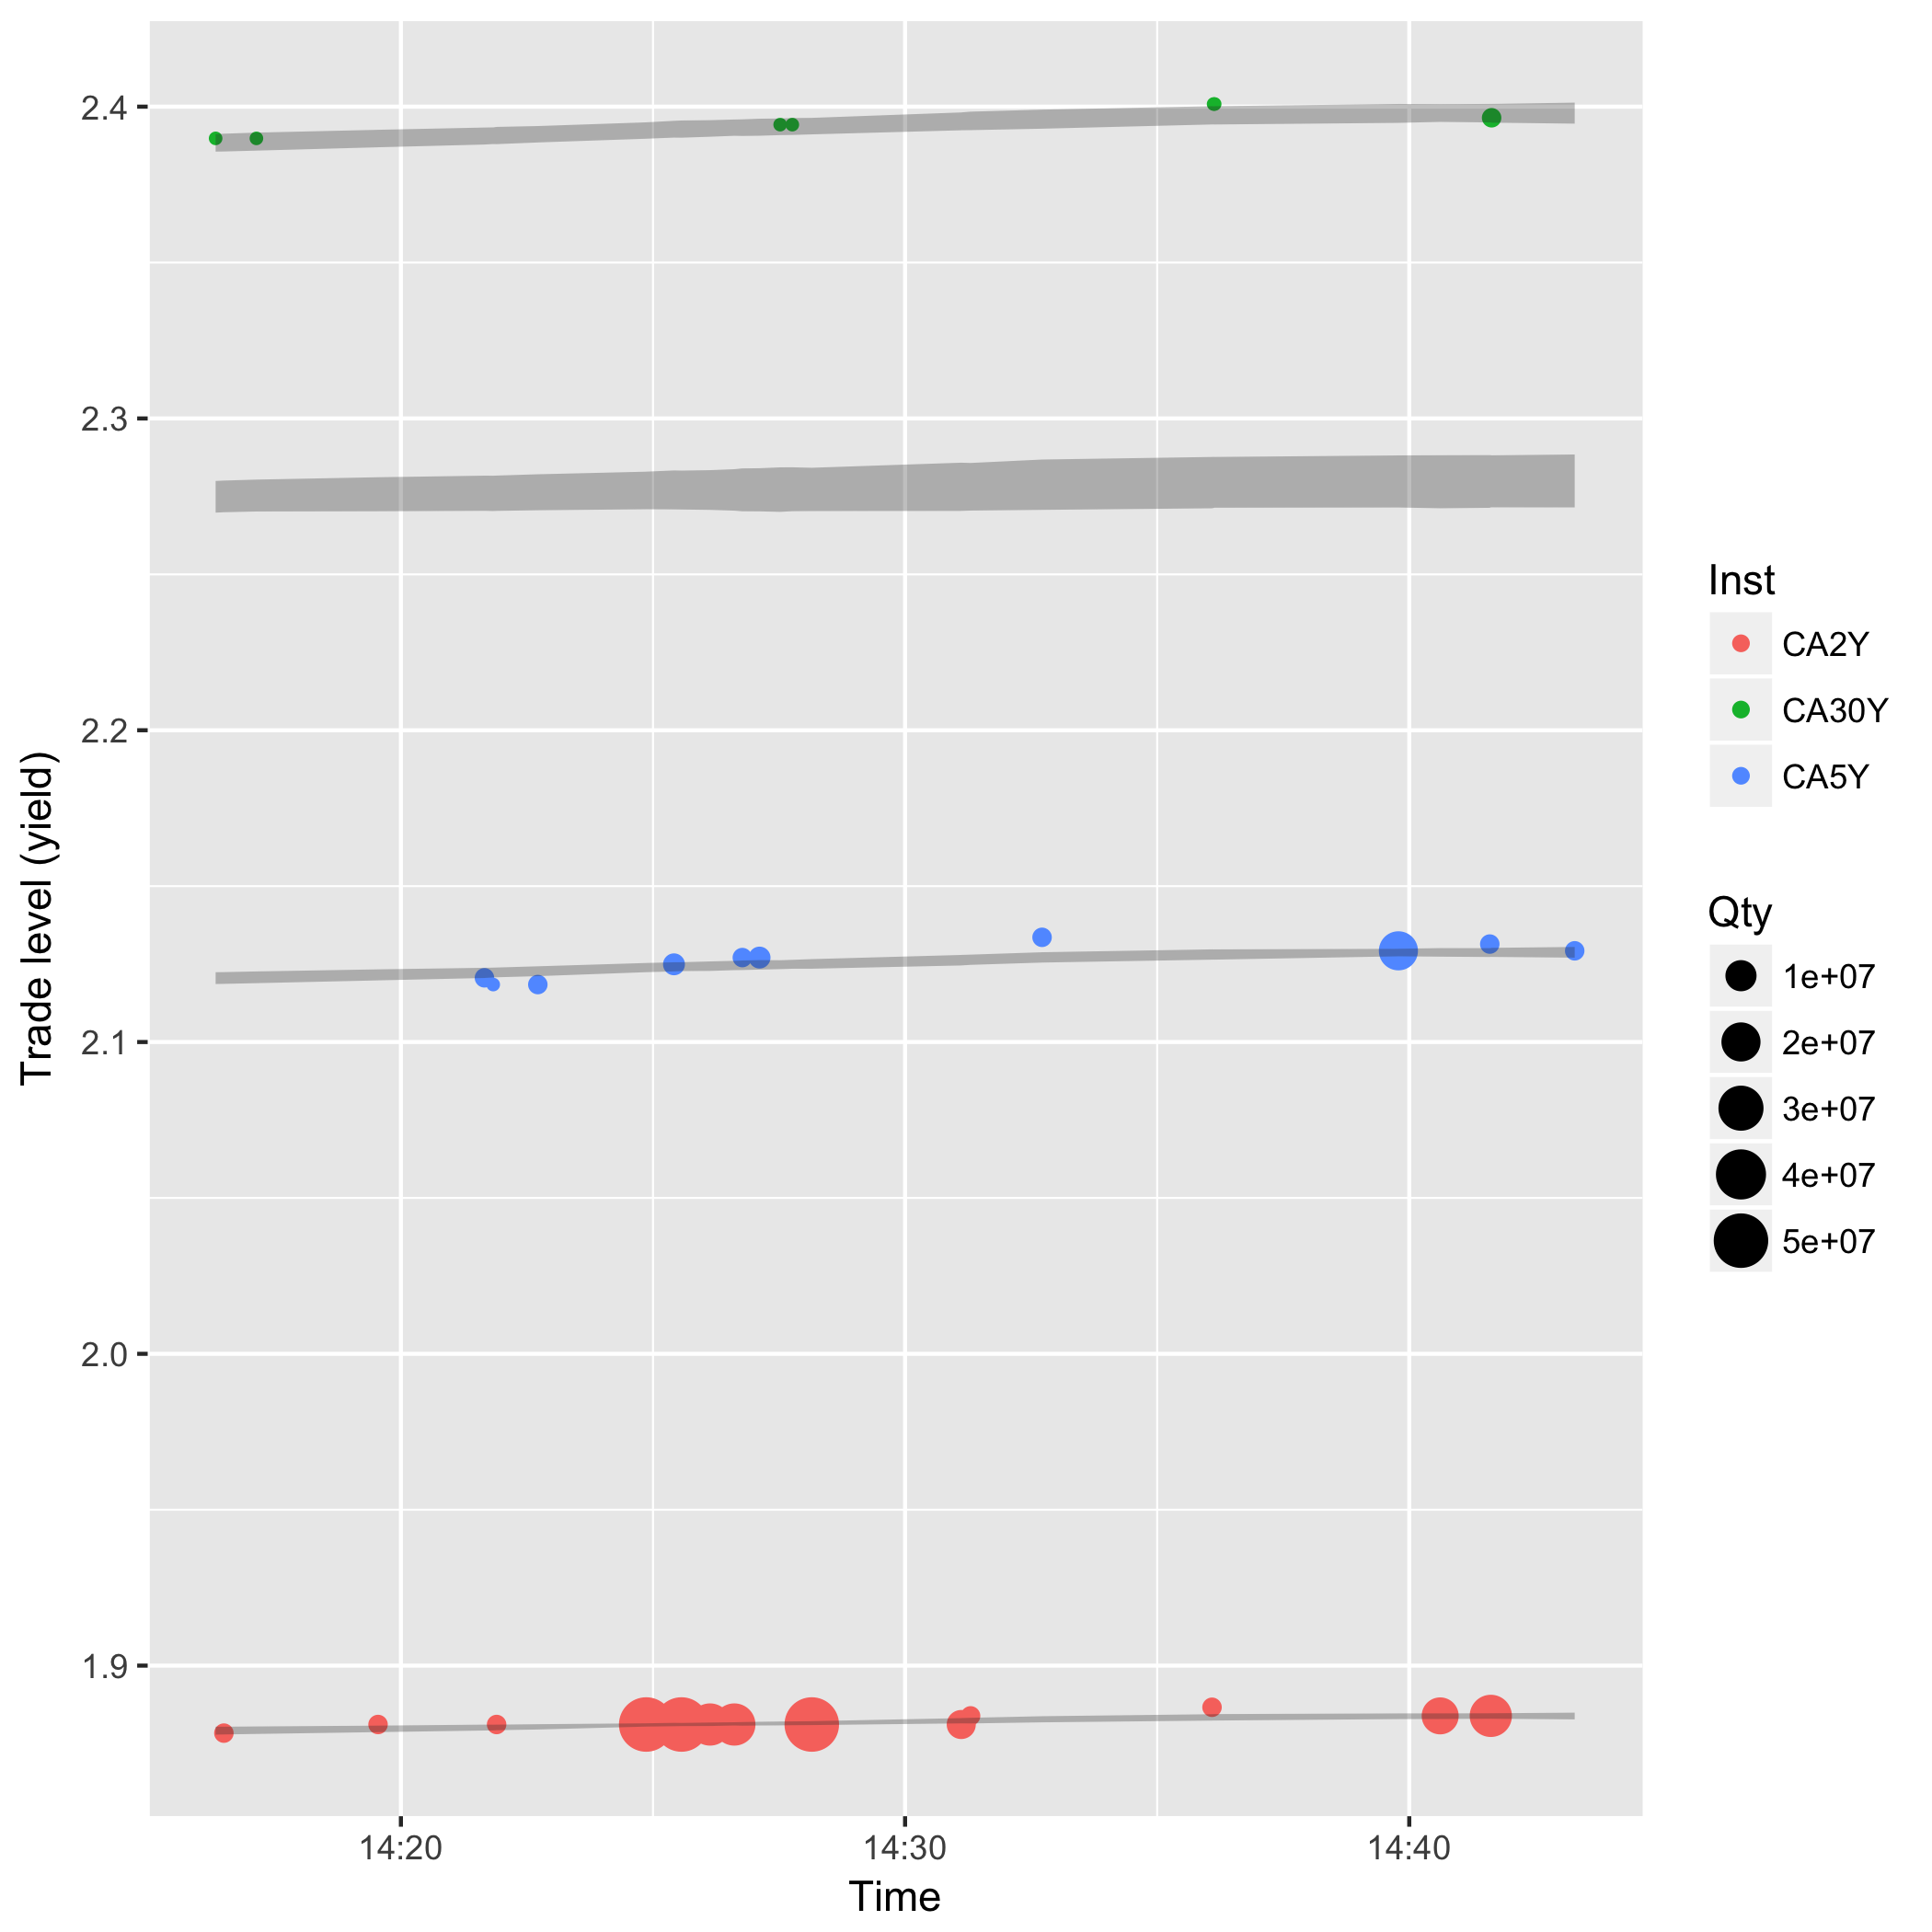 2.4
2.3
2.2
2.1
2.0
1.9
Trade level (yield)
14:20
14:30
14:40
Time
Inst
CA2Y
CA30Y
CA5Y
Qty
1e+07
2e+07
3e+07
4e+07
5e+07